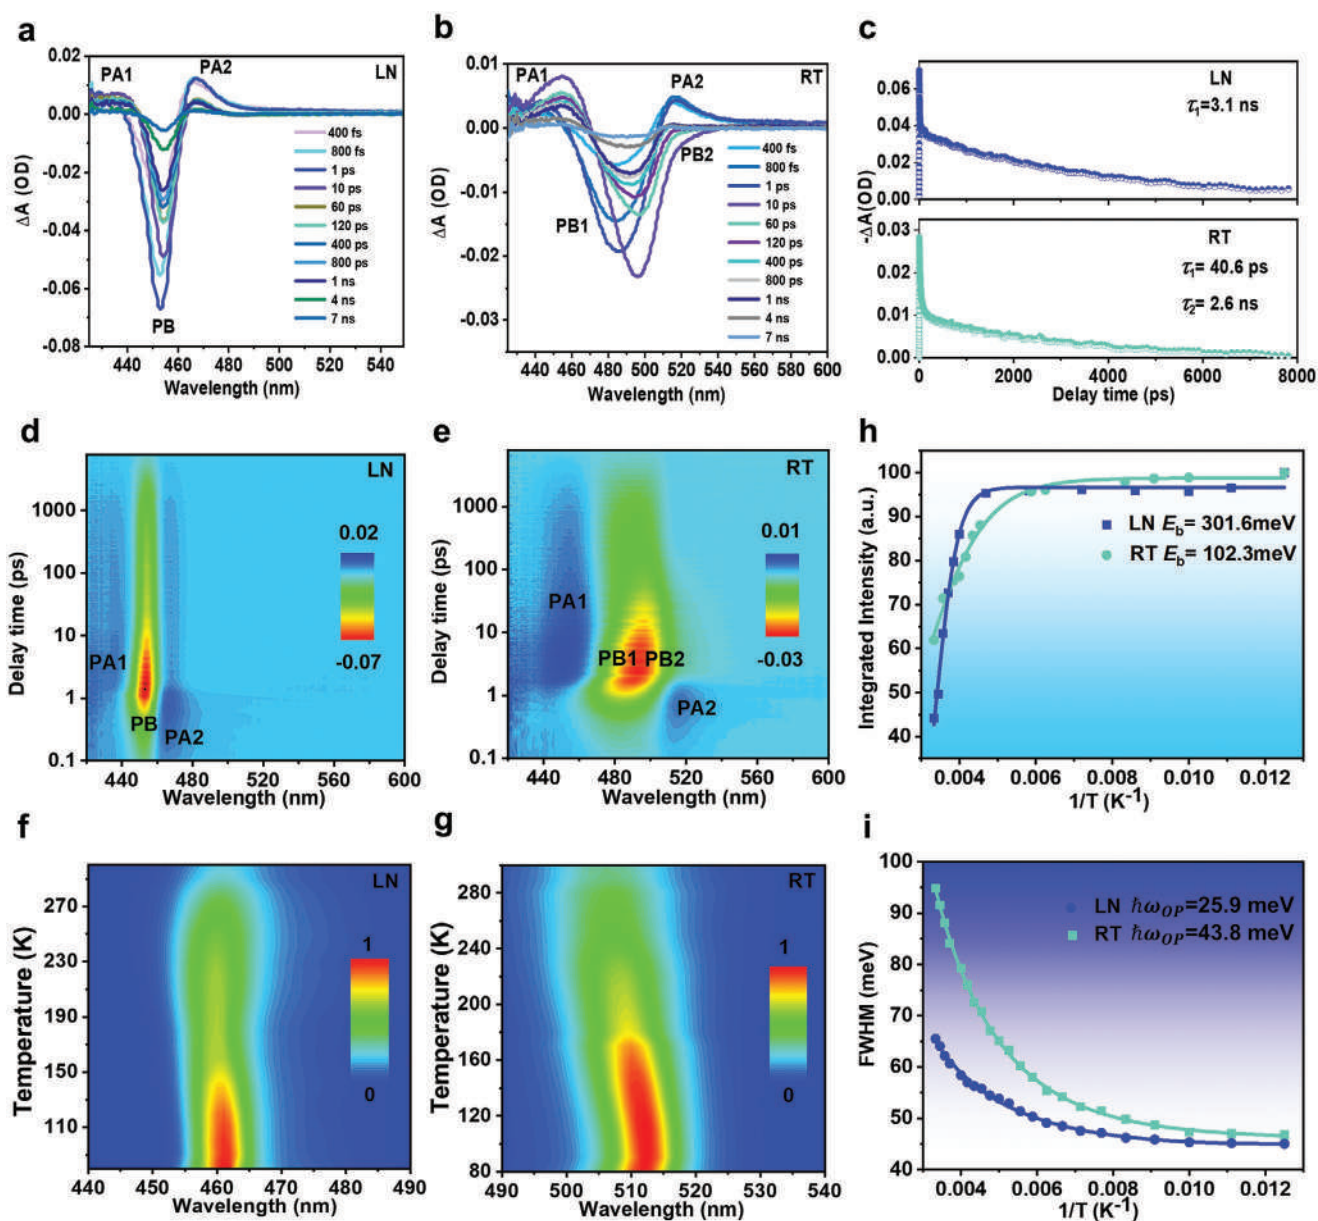 a
0.02
0.00
-0.02
-0.04
-0.06
-0.08
ΔA (OD)
PA1
PA2
LN
PB
400 fs
800 fs
1 ps
10 ps
60 ps
120 ps
400 ps
800 ps
1 ns
4 ns
7 ns
440 460 480 500 520 540
Wavelength (nm)
b
0.01
0.00
-0.01
-0.02
-0.03
ΔA (OD)
PA1
PA2
RT
PB2
PB1
400 fs
800 fs
1 ps
10 ps
60 ps
120 ps
400 ps
800 ps
1 ns
4 ns
7 ns
440 460 480 500 520 540 560 580 600
Wavelength (nm)
c
0.08
0.06
0.04
0.02
0.00
LN
τ1=3.1 ns
-ΔA(OD)
0.03
0.02
0.01
0.00
RT
τ1= 40.6 ps
τ2= 2.6 ns
0 2000 4000 6000 8000
Delay time (ps)
d
1000
100
10
1
0.1
Delay time (ps)
LN
0.02
-0.07
PA1
PB
PA2
440 480 520 560 600
Wavelength (nm)
e
1000
100
10
1
0.1
Delay time (ps)
RT
0.01
-0.03
PA1
PB1
PB2
PA2
440 480 520 560 600
Wavelength (nm)
h
100
90
80
70
60
50
40
Integrated Intensity (a.u.)
LN Eb= 301.6meV
RT Eb= 102.3meV
0.004 0.006 0.008 0.010 0.012
1/T (K-1)
f
270
230
190
150
110
Temperature (K)
LN
1
0
440 450 460 470 480 490
Wavelength (nm)
g
280
240
200
160
120
80
Temperature (K)
RT
1
0
490 500 510 520 530 540
Wavelength (nm)
i
100
90
80
70
60
50
40
FWHM (meV)
LN ℏωOP=25.9 meV
RT ℏωOP=43.8 meV
0.004 0.006 0.008 0.010 0.012
1/T (K-1)